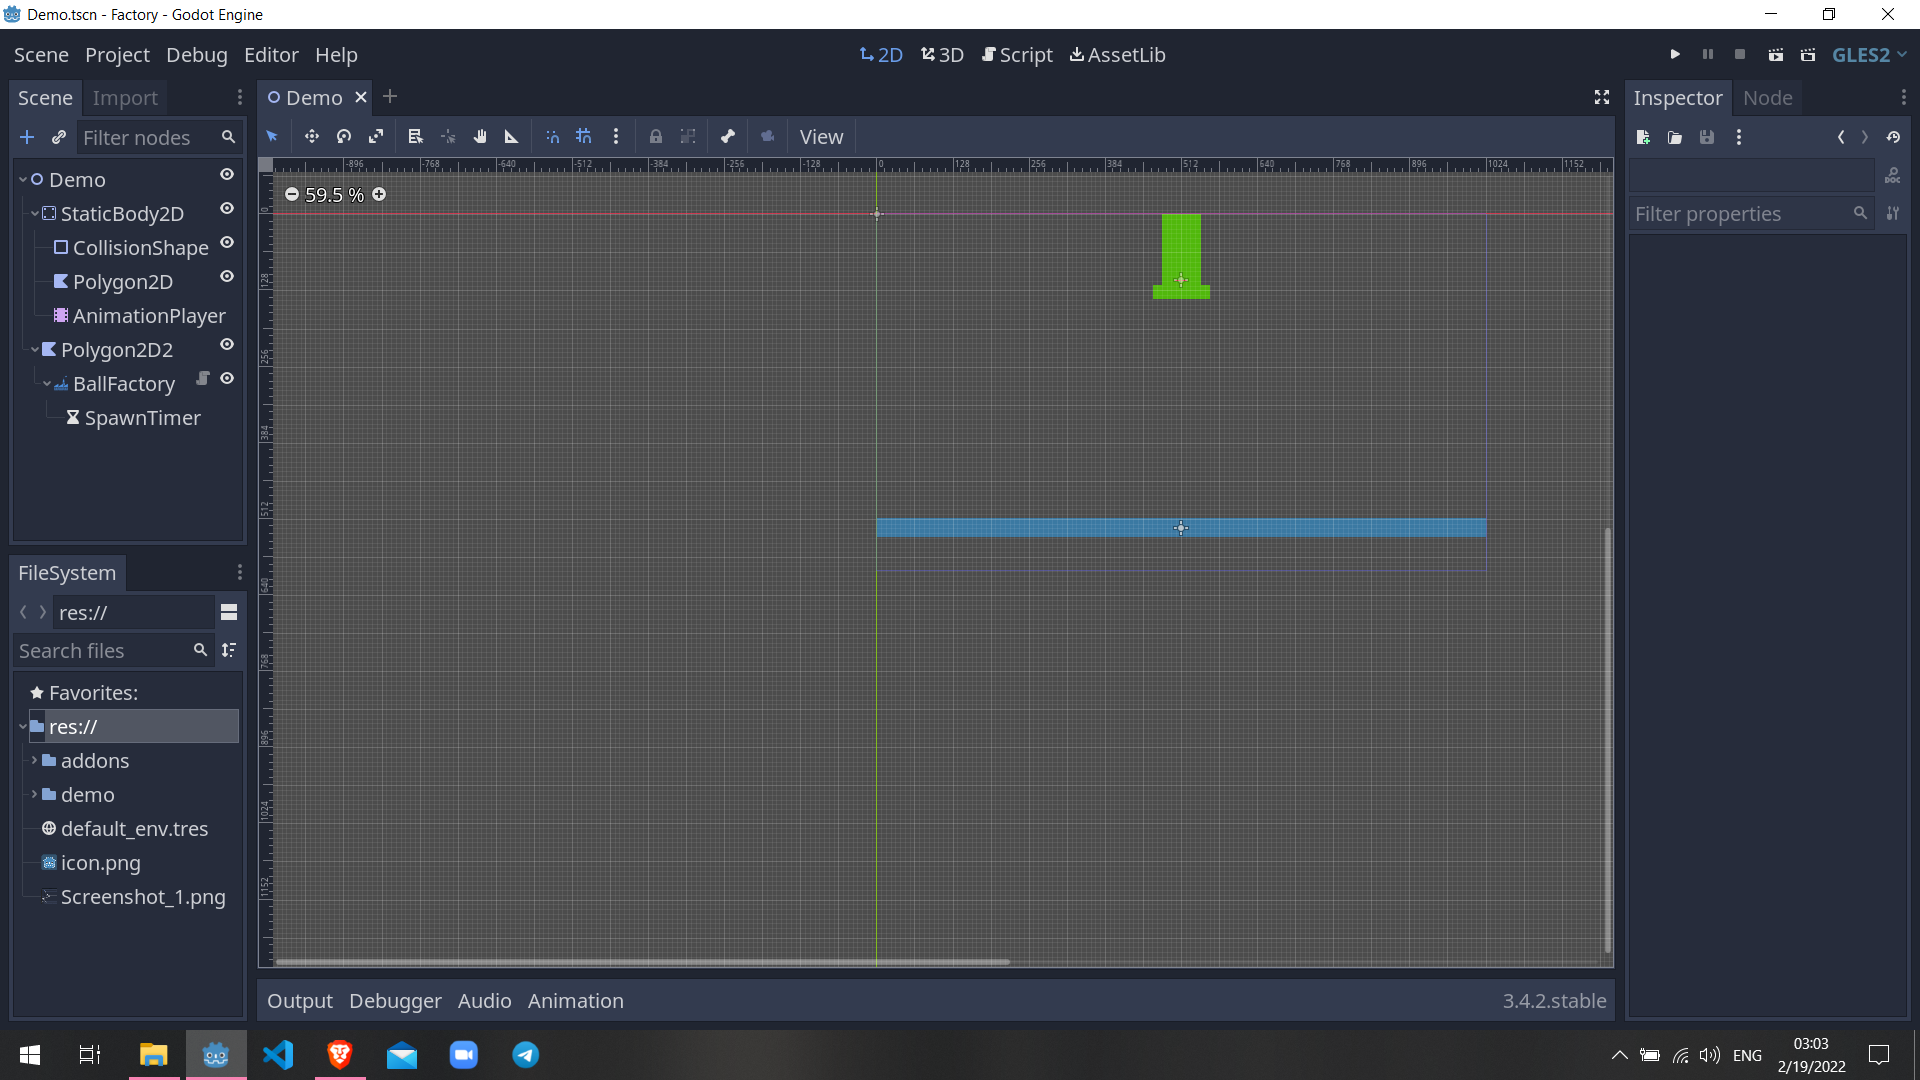 Demo.tscn - Factory - Godot Engine
Scene Project Debug Editor Help
2D 3D Script AssetLib
GLES2
Scene Import
Filter nodes
Demo
StaticBody2D
CollisionShape
Polygon2D
AnimationPlayer
Polygon2D2
BallFactory
SpawnTimer
FileSystem
res://
Search files
Favorites:
res://
addons
demo
default_env.tres
icon.png
Screenshot_1.png
Demo
View
-896 -768 -640 -512 -384 -256 -128 0 128 256 384 512 640 768 896 1024 1152
59.5 %
0
128
256
384
512
640
768
896
1024
1152
Output Debugger Audio Animation
3.4.2.stable
Inspector Node
DOC
Filter properties
ENG
03:03
2/19/2022